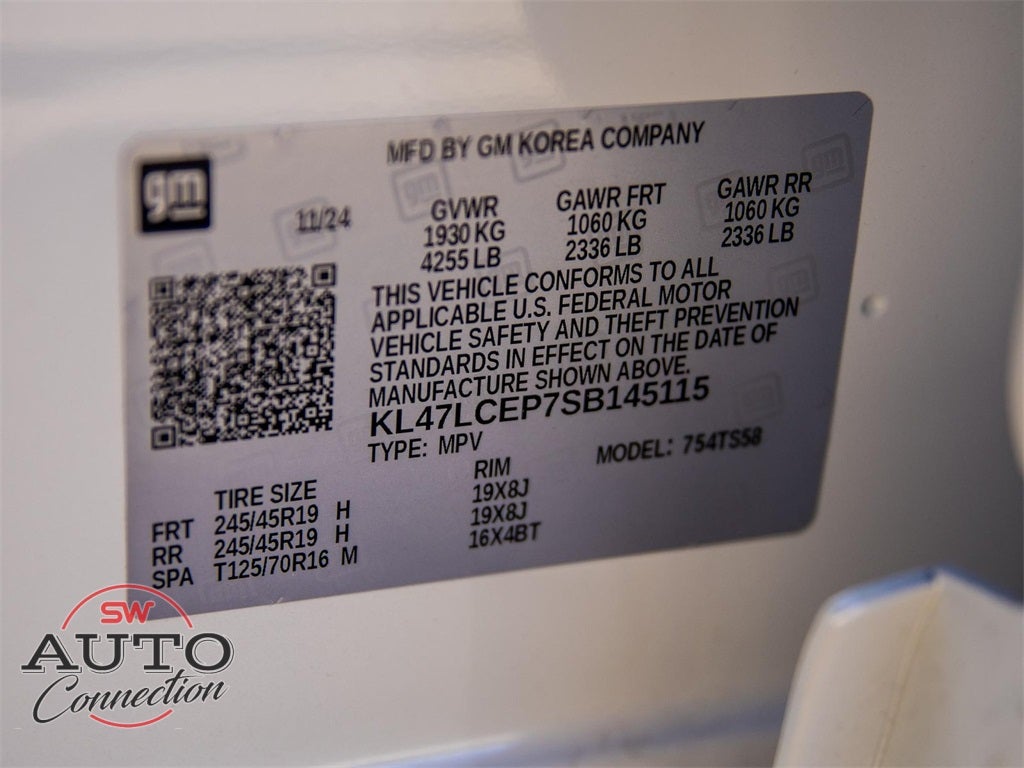 MFD BY GM KOREA COMPANY
gm
11/24
GVWR GAWR FRT GAWR RR
1930 KG 1060 KG 1060 KG
4255 LB 2336 LB 2336 LB
THIS VEHICLE CONFORMS TO ALL
APPLICABLE U.S. FEDERAL MOTOR
VEHICLE SAFETY AND THEFT PREVENTION
STANDARDS IN EFFECT ON THE DATE OF
MANUFACTURE SHOWN ABOVE.
KL47LCEP7SB145115
TYPE: MPV MODEL: 754TS58
TIRE SIZE RIM
FRT 245/45R19 H 19X8J
RR 245/45R19 H 19X8J
SPA T125/70R16 M 16X4BT
SW
AUTO
Connection